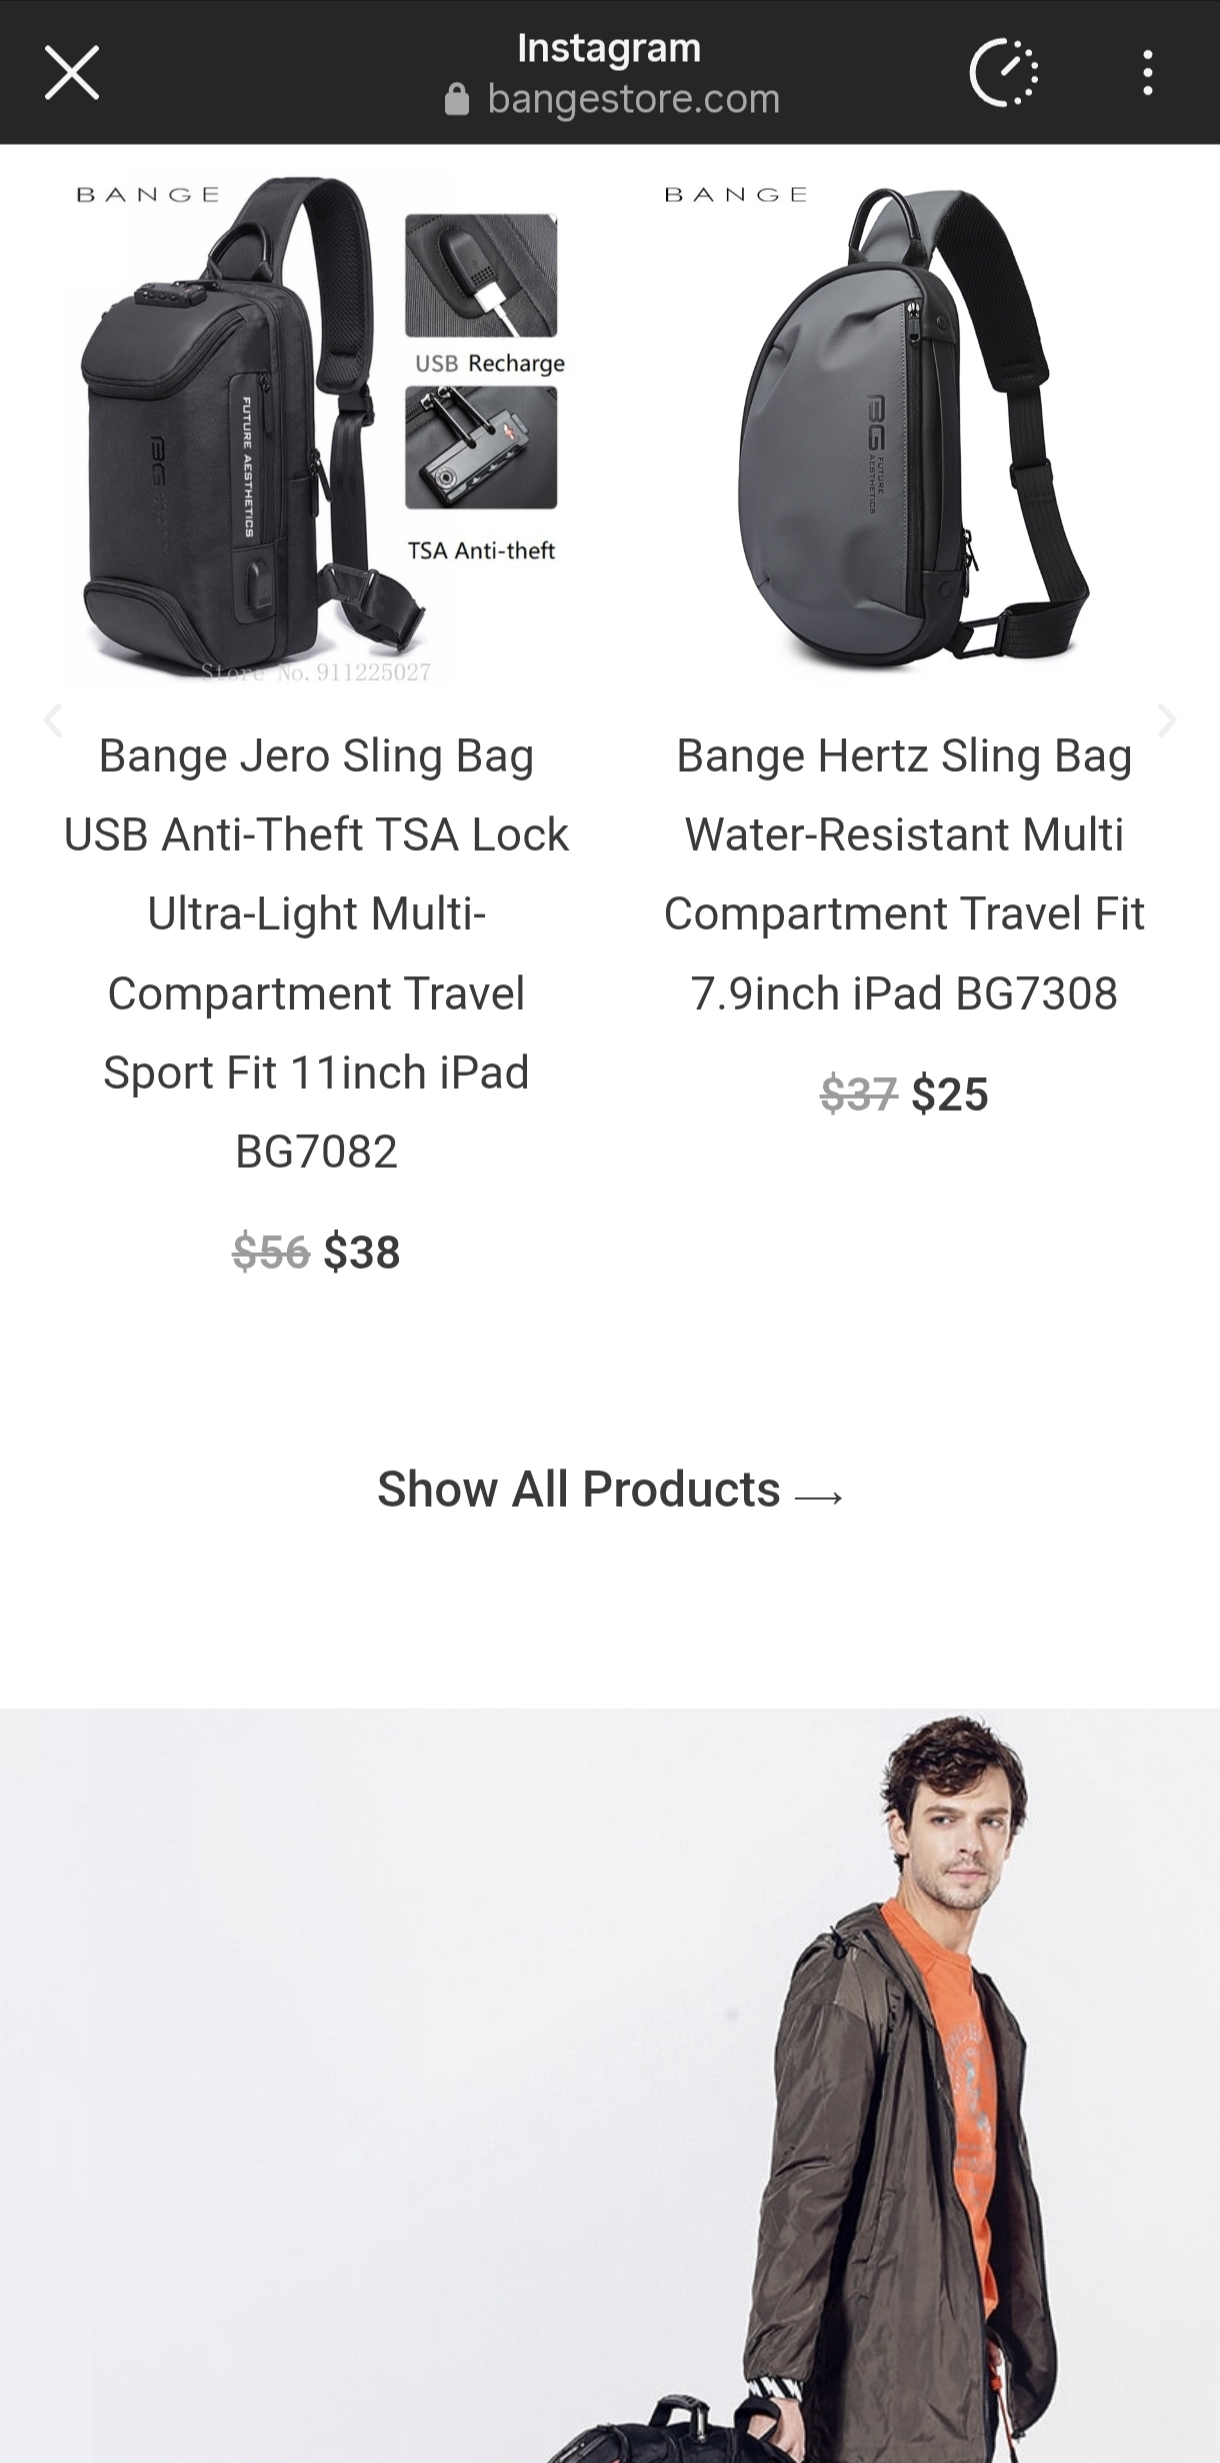 Instagram
bangestore.com
BANGE
USB Recharge
TSA Anti-theft
FUTURE AESTHETICS
BG
Store No. 911225027
Bange Jero Sling Bag
USB Anti-Theft TSA Lock
Ultra-Light Multi-
Compartment Travel
Sport Fit 11inch iPad
BG7082
$56 $38
BANGE
BG
FUTURE
AESTHETICS
Bange Hertz Sling Bag
Water-Resistant Multi
Compartment Travel Fit
7.9inch iPad BG7308
$37 $25
Show All Products →